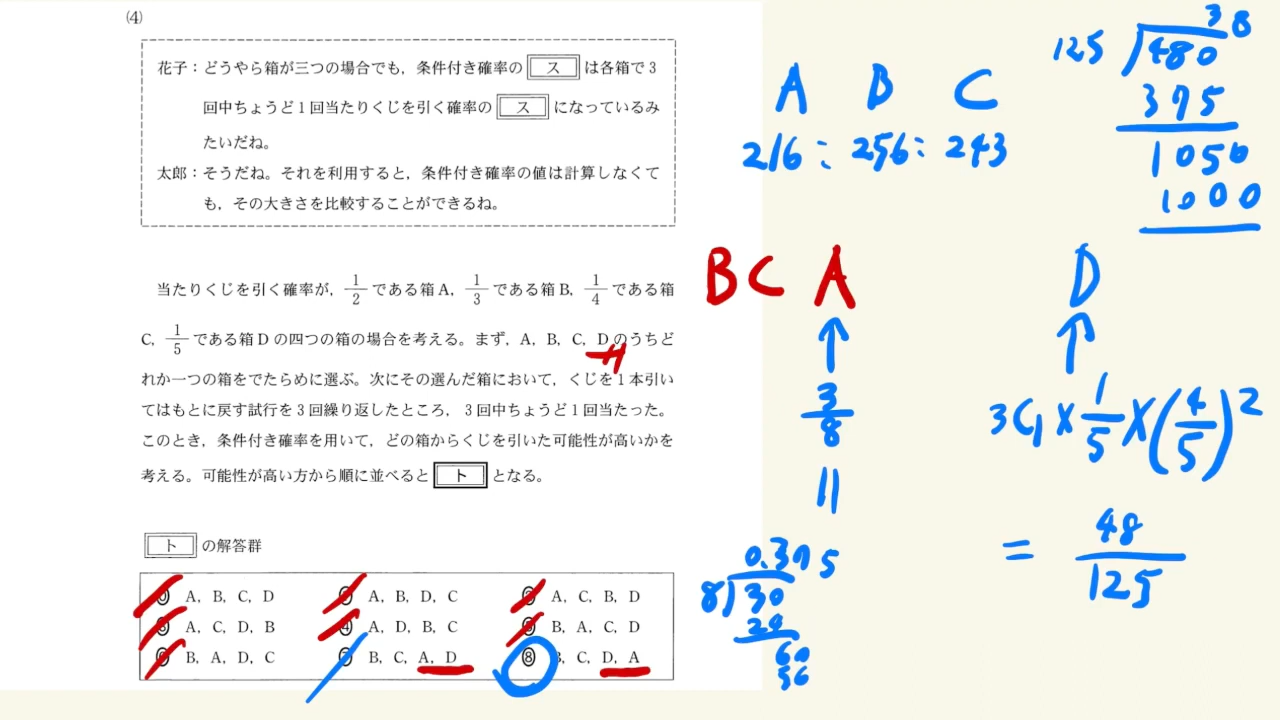 (4)
花子：どうやら箱が三つの場合でも，条件付き確率の ス は各箱で3
回中ちょうど1回当たりくじを引く確率の ス になっているみ
たいだね。
太郎：そうだね。それを利用すると，条件付き確率の値は計算しなくて
も，その大きさを比較することができるね。
当たりくじを引く確率が，1/2 である箱A，1/3 である箱B，1/4 である箱
C，1/5 である箱Dの四つの箱の場合を考える。まず，A，B，C，Dのうちど
れか一つの箱をでたらめに選ぶ。次にその選んだ箱において，くじを1本引い
てはもとに戻す試行を3回繰り返したところ，3回中ちょうど1回当たった。
このとき，条件付き確率を用いて，どの箱からくじを引いた可能性が高いかを
考える。可能性が高い方から順に並べると ト となる。
ト の解答群
⓪ A，B，C，D ① A，B，D，C ② A，C，B，D
③ A，C，D，B ④ A，D，B，C ⑤ B，A，C，D
⑥ B，A，D，C ⑦ B，C，A，D ⑧ B，C，D，A
A B C
216 : 256 : 243
38
125)480
375
1050
1000
B C A
D
↑
↑
3/8
3C1 × 1/5 × (4/5)²
11
= 48/125
0.375
8)30
24
60
56